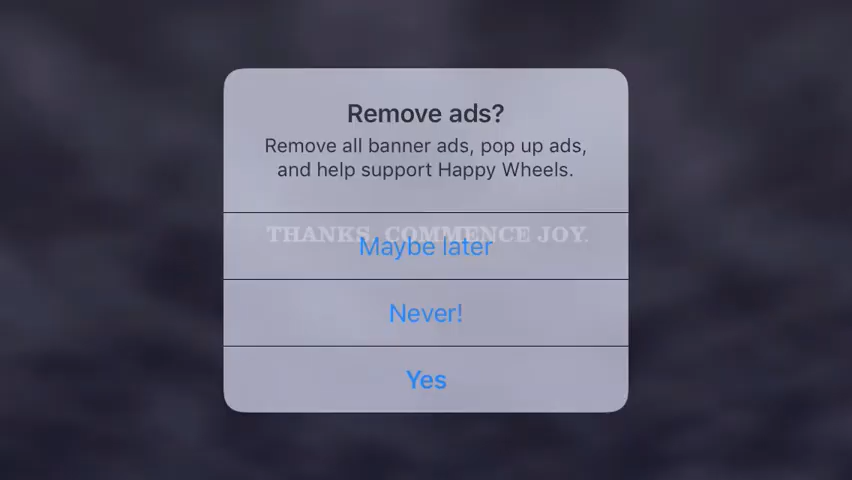 Remove ads?
Remove all banner ads, pop up ads,
and help support Happy Wheels.
THANKS. COMMENCE JOY.
Maybe later
Never!
Yes